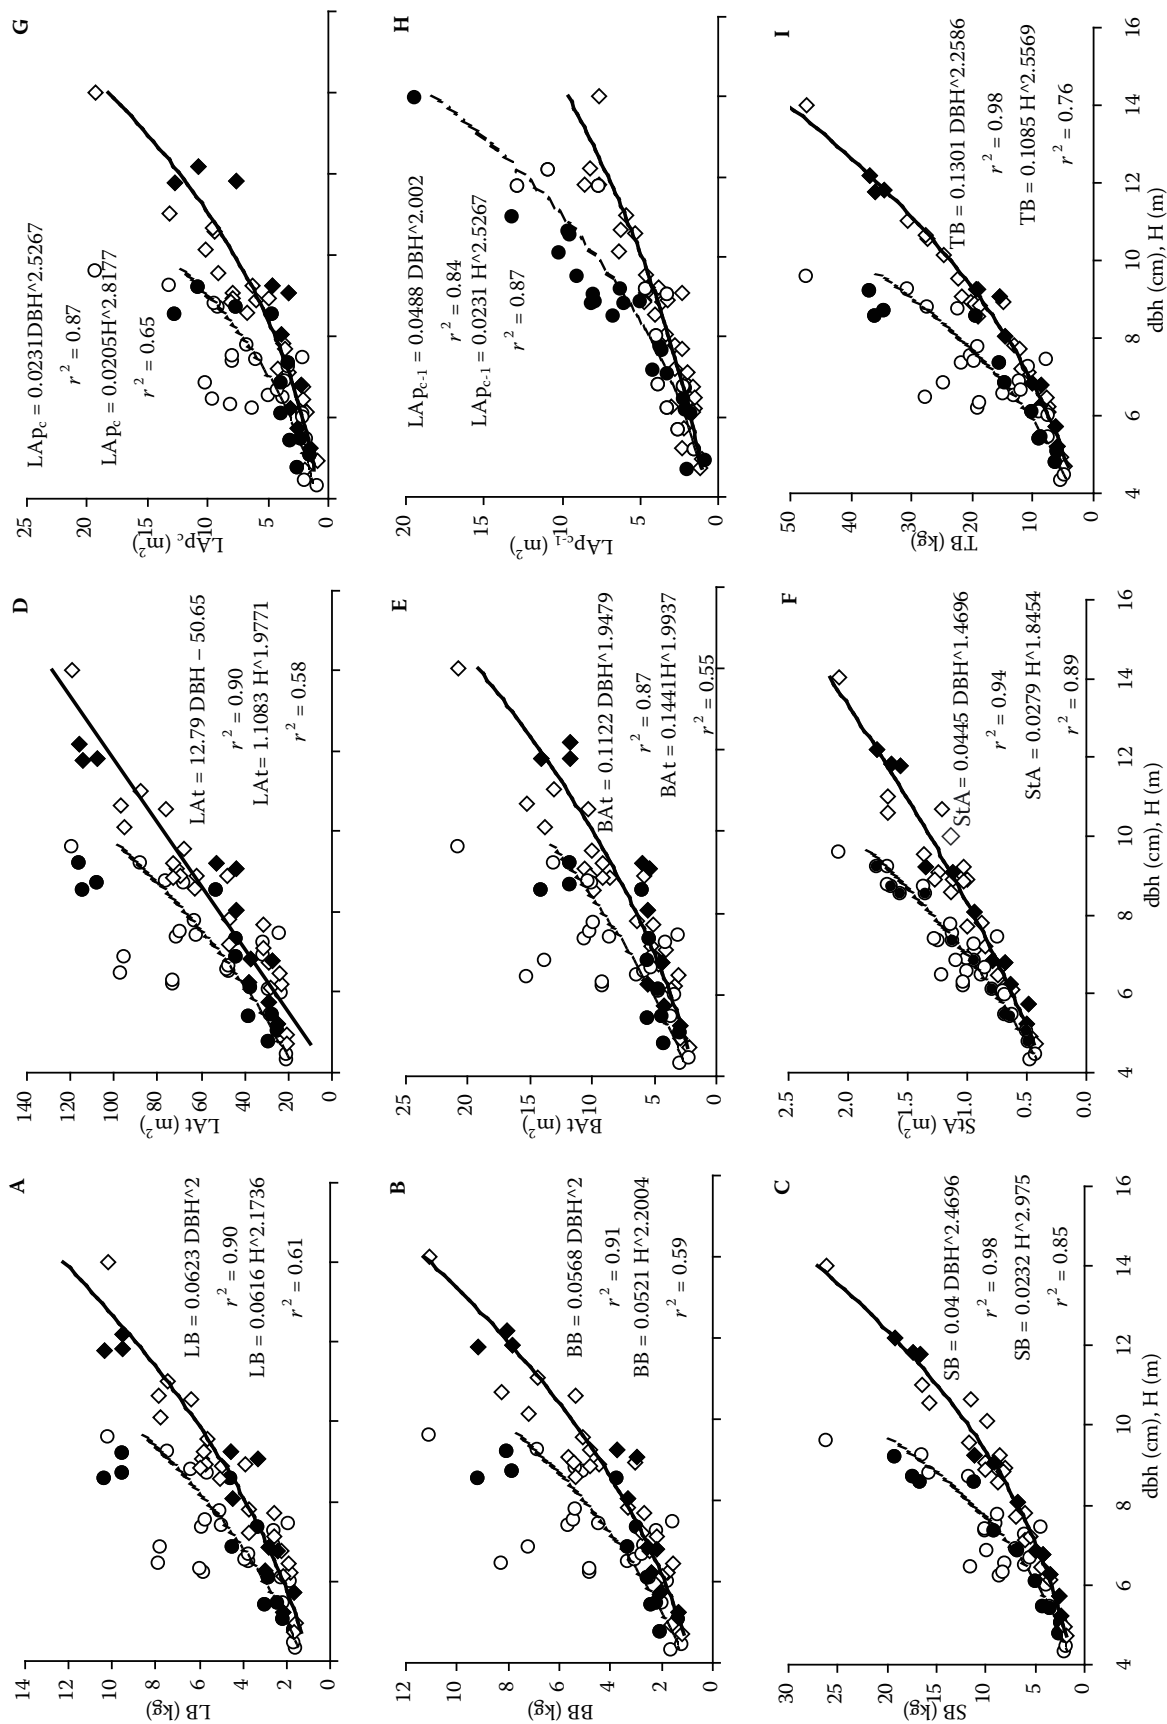 A
14
12
10
8
6
4
2
0
LB (kg)
LB = 0.0623 DBH^2
r² = 0.90
LB = 0.0616 H^2.1736
r² = 0.61
D
140
120
100
80
60
40
20
LAt (m²)
LAt = 12.79 DBH – 50.65
r² = 0.90
LAt= 1.1083 H^1.9771
r² = 0.58
G
25
20
15
10
5
0
LApc (m²)
LApc = 0.0231DBH^2.5267
r² = 0.87
LApc = 0.0205H^2.8177
r² = 0.65
B
12
10
8
6
4
2
0
BB (kg)
BB = 0.0568 DBH^2
r² = 0.91
BB = 0.0521 H^2.2004
r² = 0.59
E
25
20
15
10
5
0
BAt (m²)
BAt = 0.1122 DBH^1.9479
r² = 0.87
BAt = 0.1441H^1.9937
r² = 0.55
H
20
15
10
5
0
LApc-1 (m²)
LApc-1 = 0.0488 DBH^2.002
r² = 0.84
LApc-1 = 0.0231 H^2.5267
r² = 0.87
C
30
25
20
15
10
5
0
SB (kg)
SB = 0.04 DBH^2.4696
r² = 0.98
SB = 0.0232 H^2.975
r² = 0.85
4 6 8 10 12 14 16
dbh (cm), H (m)
F
2.5
2.0
1.5
1.0
0.5
0.0
StA (m²)
StA = 0.0445 DBH^1.4696
r² = 0.94
StA = 0.0279 H^1.8454
r² = 0.89
4 6 8 10 12 14 16
dbh (cm), H (m)
I
50
40
30
20
10
0
TB (kg)
TB = 0.1301 DBH^2.2586
r² = 0.98
TB = 0.1085 H^2.5569
r² = 0.76
4 6 8 10 12 14 16
dbh (cm), H (m)